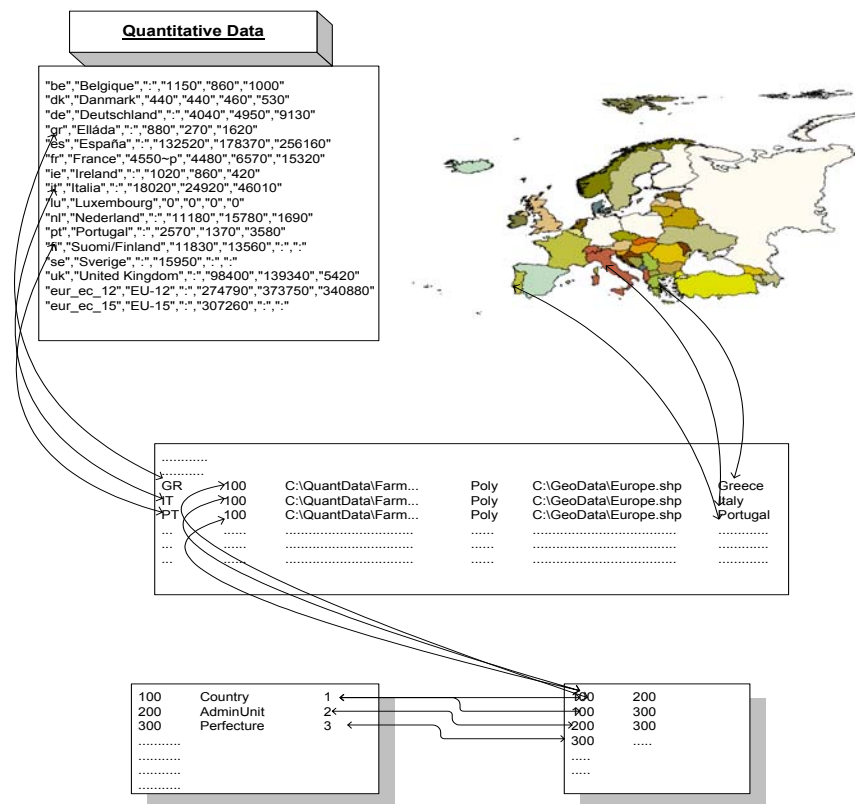 Quantitative Data
"be","Belgique",":","1150","860","1000"
"dk","Danmark","440","440","460","530"
"de","Deutschland",":","4040","4950","9130"
"gr","Elláda",":","880","270","1620"
"es","España",":","132520","178370","256160"
"fr","France","4550~p","4480","6570","15320"
"ie","Ireland",":","1020","860","420"
"it","Italia",":","18020","24920","46010"
"lu","Luxembourg","0","0","0","0"
"nl","Nederland",":","11180","15780","1690"
"pt","Portugal",":","2570","1370","3580"
"fi","Suomi/Finland","11830","13560",":",":"
"se","Sverige",":","15950",":",":"
"uk","United Kingdom",":","98400","139340","5420"
"eur_ec_12","EU-12",":","274790","373750","340880"
"eur_ec_15","EU-15",":","307260",":",":"
............
............
GR 100 C:\QuantData\Farm... Poly C:\GeoData\Europe.shp Greece
IT 100 C:\QuantData\Farm... Poly C:\GeoData\Europe.shp Italy
PT 100 C:\QuantData\Farm... Poly C:\GeoData\Europe.shp Portugal
... ...... .................................. ...... ...................................... .............
... ...... .................................. ...... ...................................... .............
... ...... .................................. ...... ...................................... .............
100 Country 1
200 AdminUnit 2
300 Perfecture 3
...........
...........
...........
...........
100 200
100 300
200 300
300 .....
.....
.....